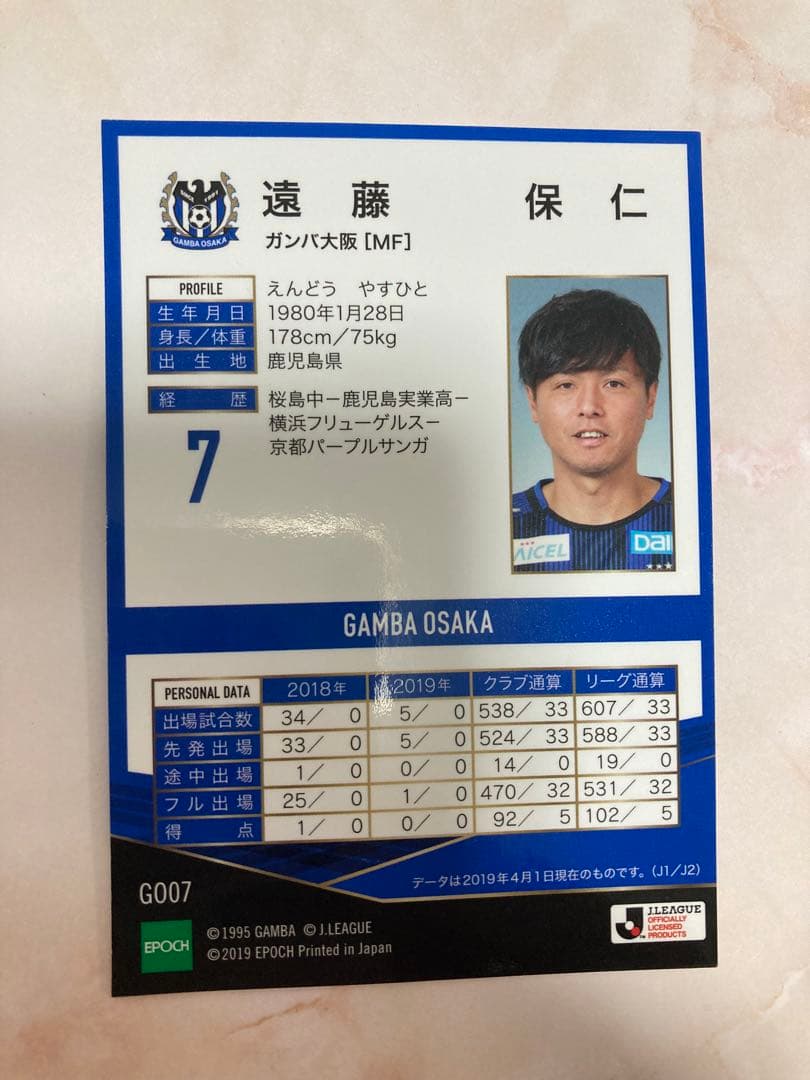 遠藤 保仁
GAMBA OSAKA
ガンバ大阪 [MF]
PROFILE えんどう やすひと
生年月日 1980年1月28日
身長／体重 178cm／75kg
出生地 鹿児島県
経歴 桜島中－鹿児島実業高－
横浜フリューゲルス－
京都パープルサンガ
7
AICEL
Dai
GAMBA OSAKA
PERSONAL DATA 2018年 2019年 クラブ通算 リーグ通算
出場試合数 34／ 0 5／ 0 538／ 33 607／ 33
先発出場 33／ 0 5／ 0 524／ 33 588／ 33
途中出場 1／ 0 0／ 0 14／ 0 19／ 0
フル出場 25／ 0 1／ 0 470／ 32 531／ 32
得点 1／ 0 0／ 0 92／ 5 102／ 5
データは2019年4月1日現在のものです。(J1／J2)
GO07
EPOCH
©1995 GAMBA ©J.LEAGUE
©2019 EPOCH Printed in Japan
J.LEAGUE
OFFICIALLY
LICENSED
PRODUCTS